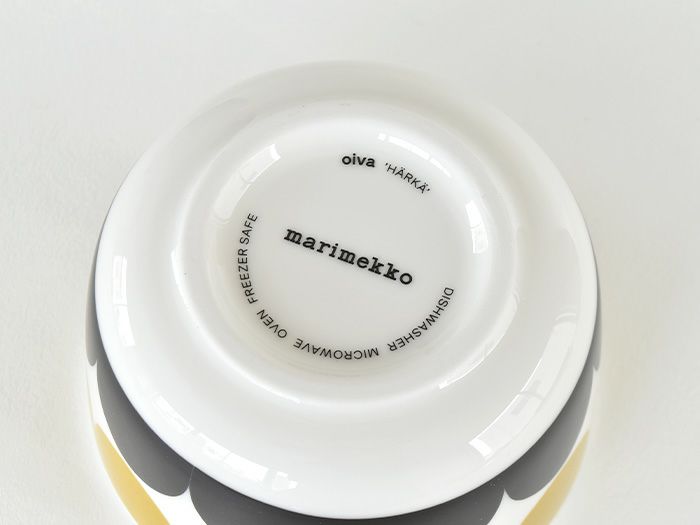 oiva 'HÄRKÄ'
marimekko
DISHWASHER MICROWAVE OVEN FREEZER SAFE